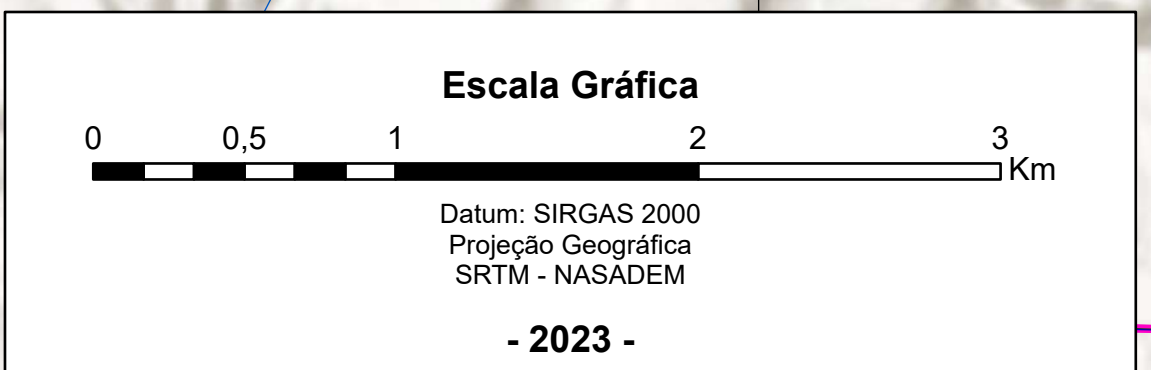 Escala Gráfica
0 0,5 1 2 3
Km
Datum: SIRGAS 2000
Projeção Geográfica
SRTM - NASADEM
- 2023 -